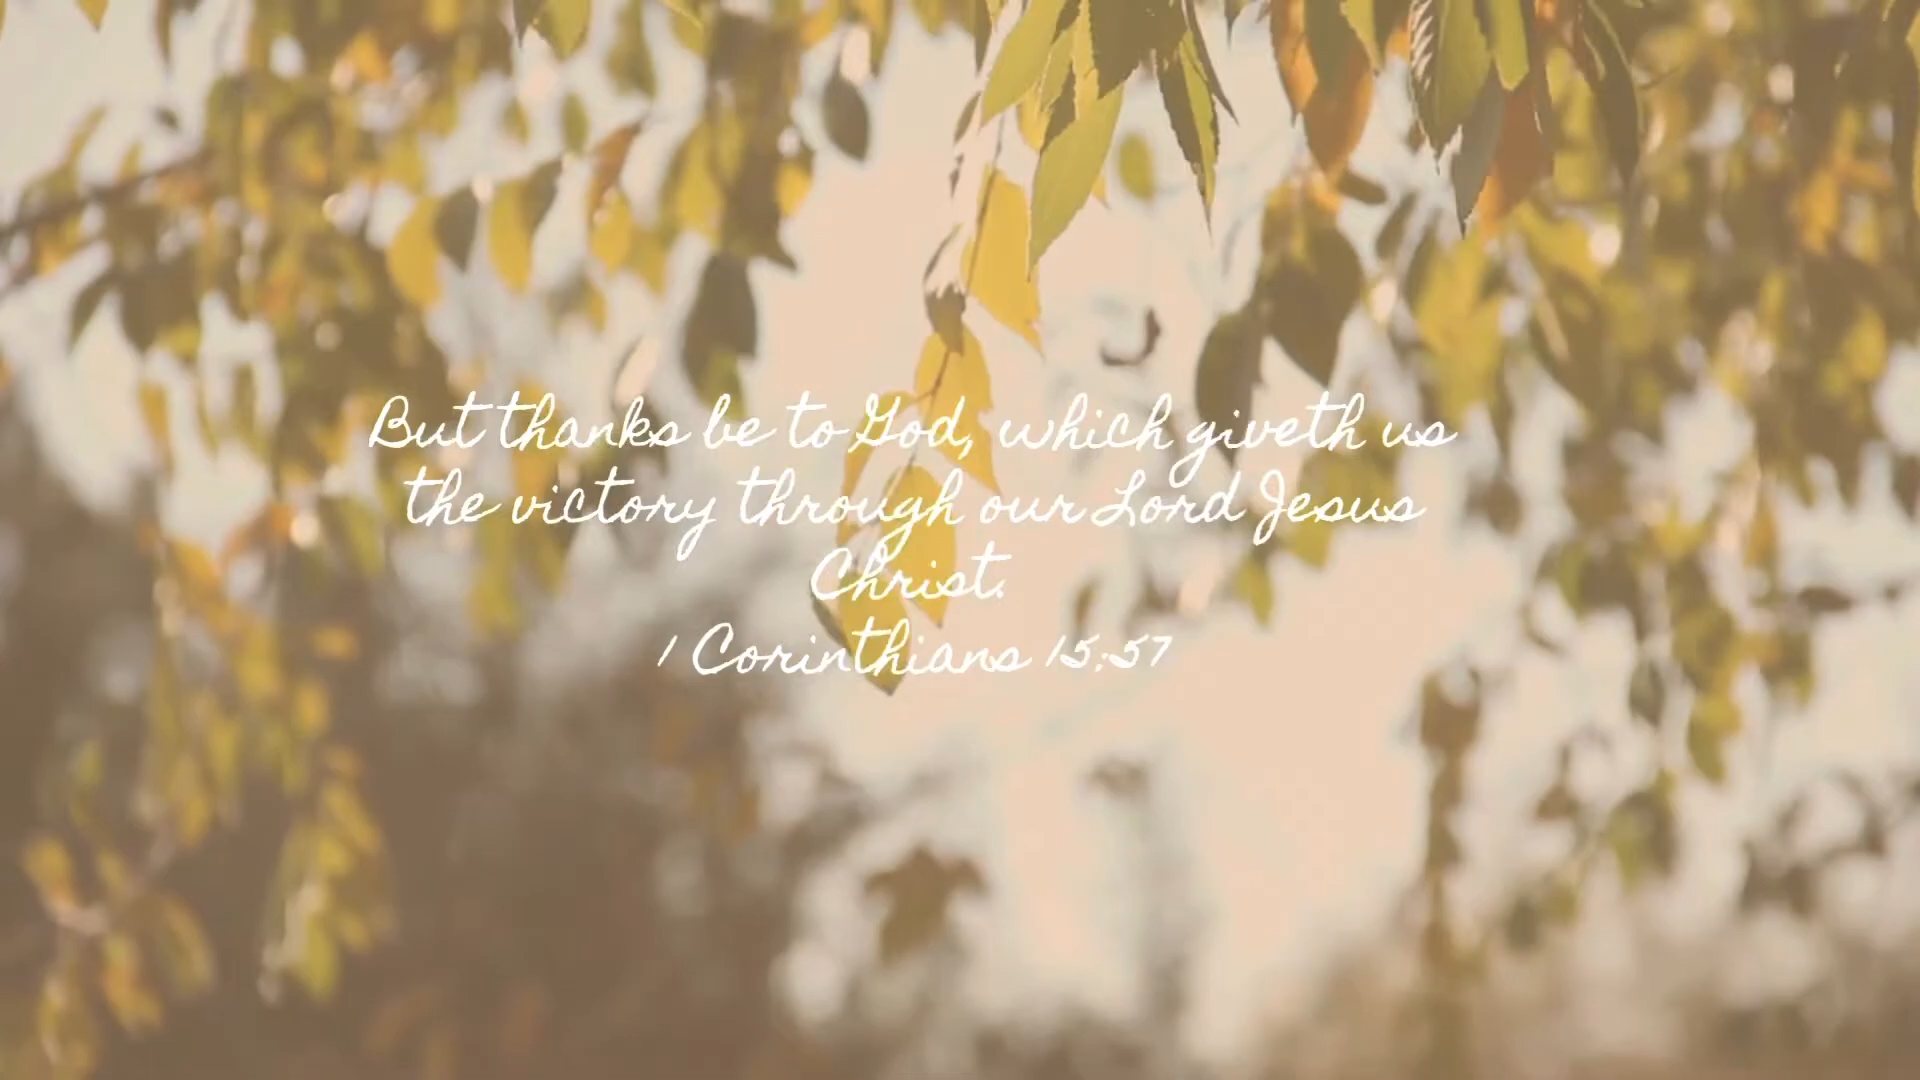 But thanks be to God, which giveth us
the victory through our Lord Jesus
Christ.
1 Corinthians 15:57